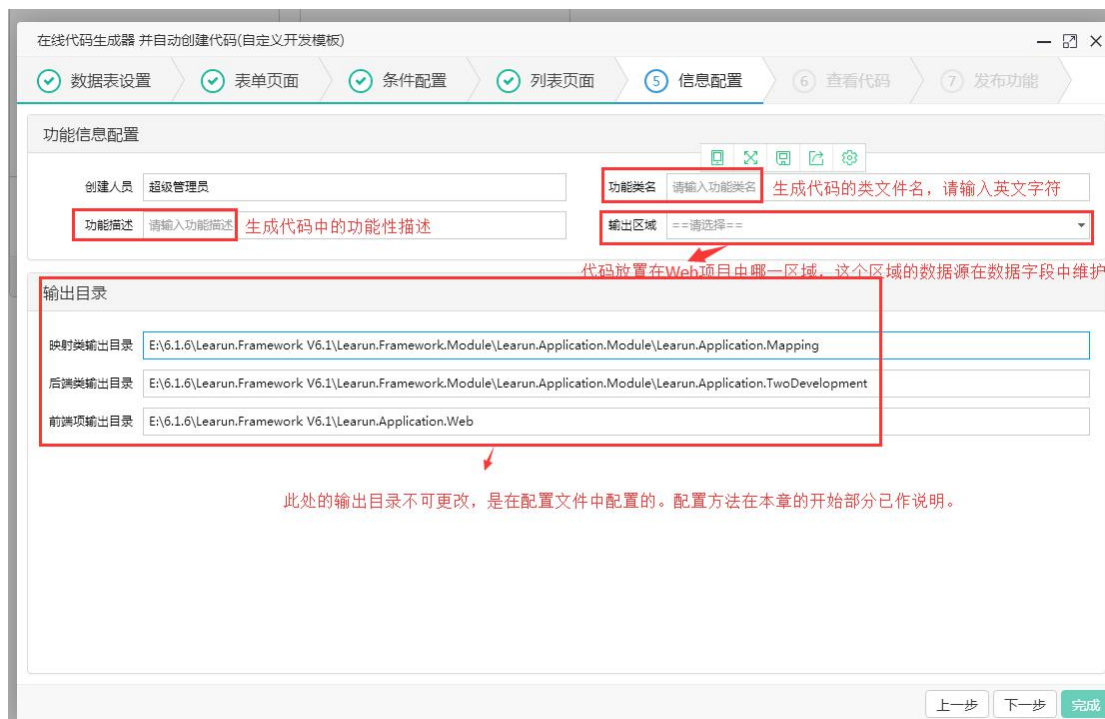 在线代码生成器 并自动创建代码(自定义开发模板)
数据表设置 表单页面 条件配置 列表页面 5 信息配置 6 查看代码 7 发布功能
功能信息配置
创建人员 超级管理员 功能类名 请输入功能类名 生成代码的类文件名，请输入英文字符
功能描述 请输入功能描述 生成代码中的功能性描述 输出区域 ==请选择==
代码放置在Web项目中哪一区域，这个区域的数据源在数据字段中维护
输出目录
映射类输出目录 E:\6.1.6\Learun.Framework V6.1\Learun.Framework.Module\Learun.Application.Module\Learun.Application.Mapping
后端类输出目录 E:\6.1.6\Learun.Framework V6.1\Learun.Framework.Module\Learun.Application.Module\Learun.Application.TwoDevelopment
前端项输出目录 E:\6.1.6\Learun.Framework V6.1\Learun.Application.Web
此处的输出目录不可更改，是在配置文件中配置的。配置方法在本章的开始部分已作说明。
上一步 下一步 完成